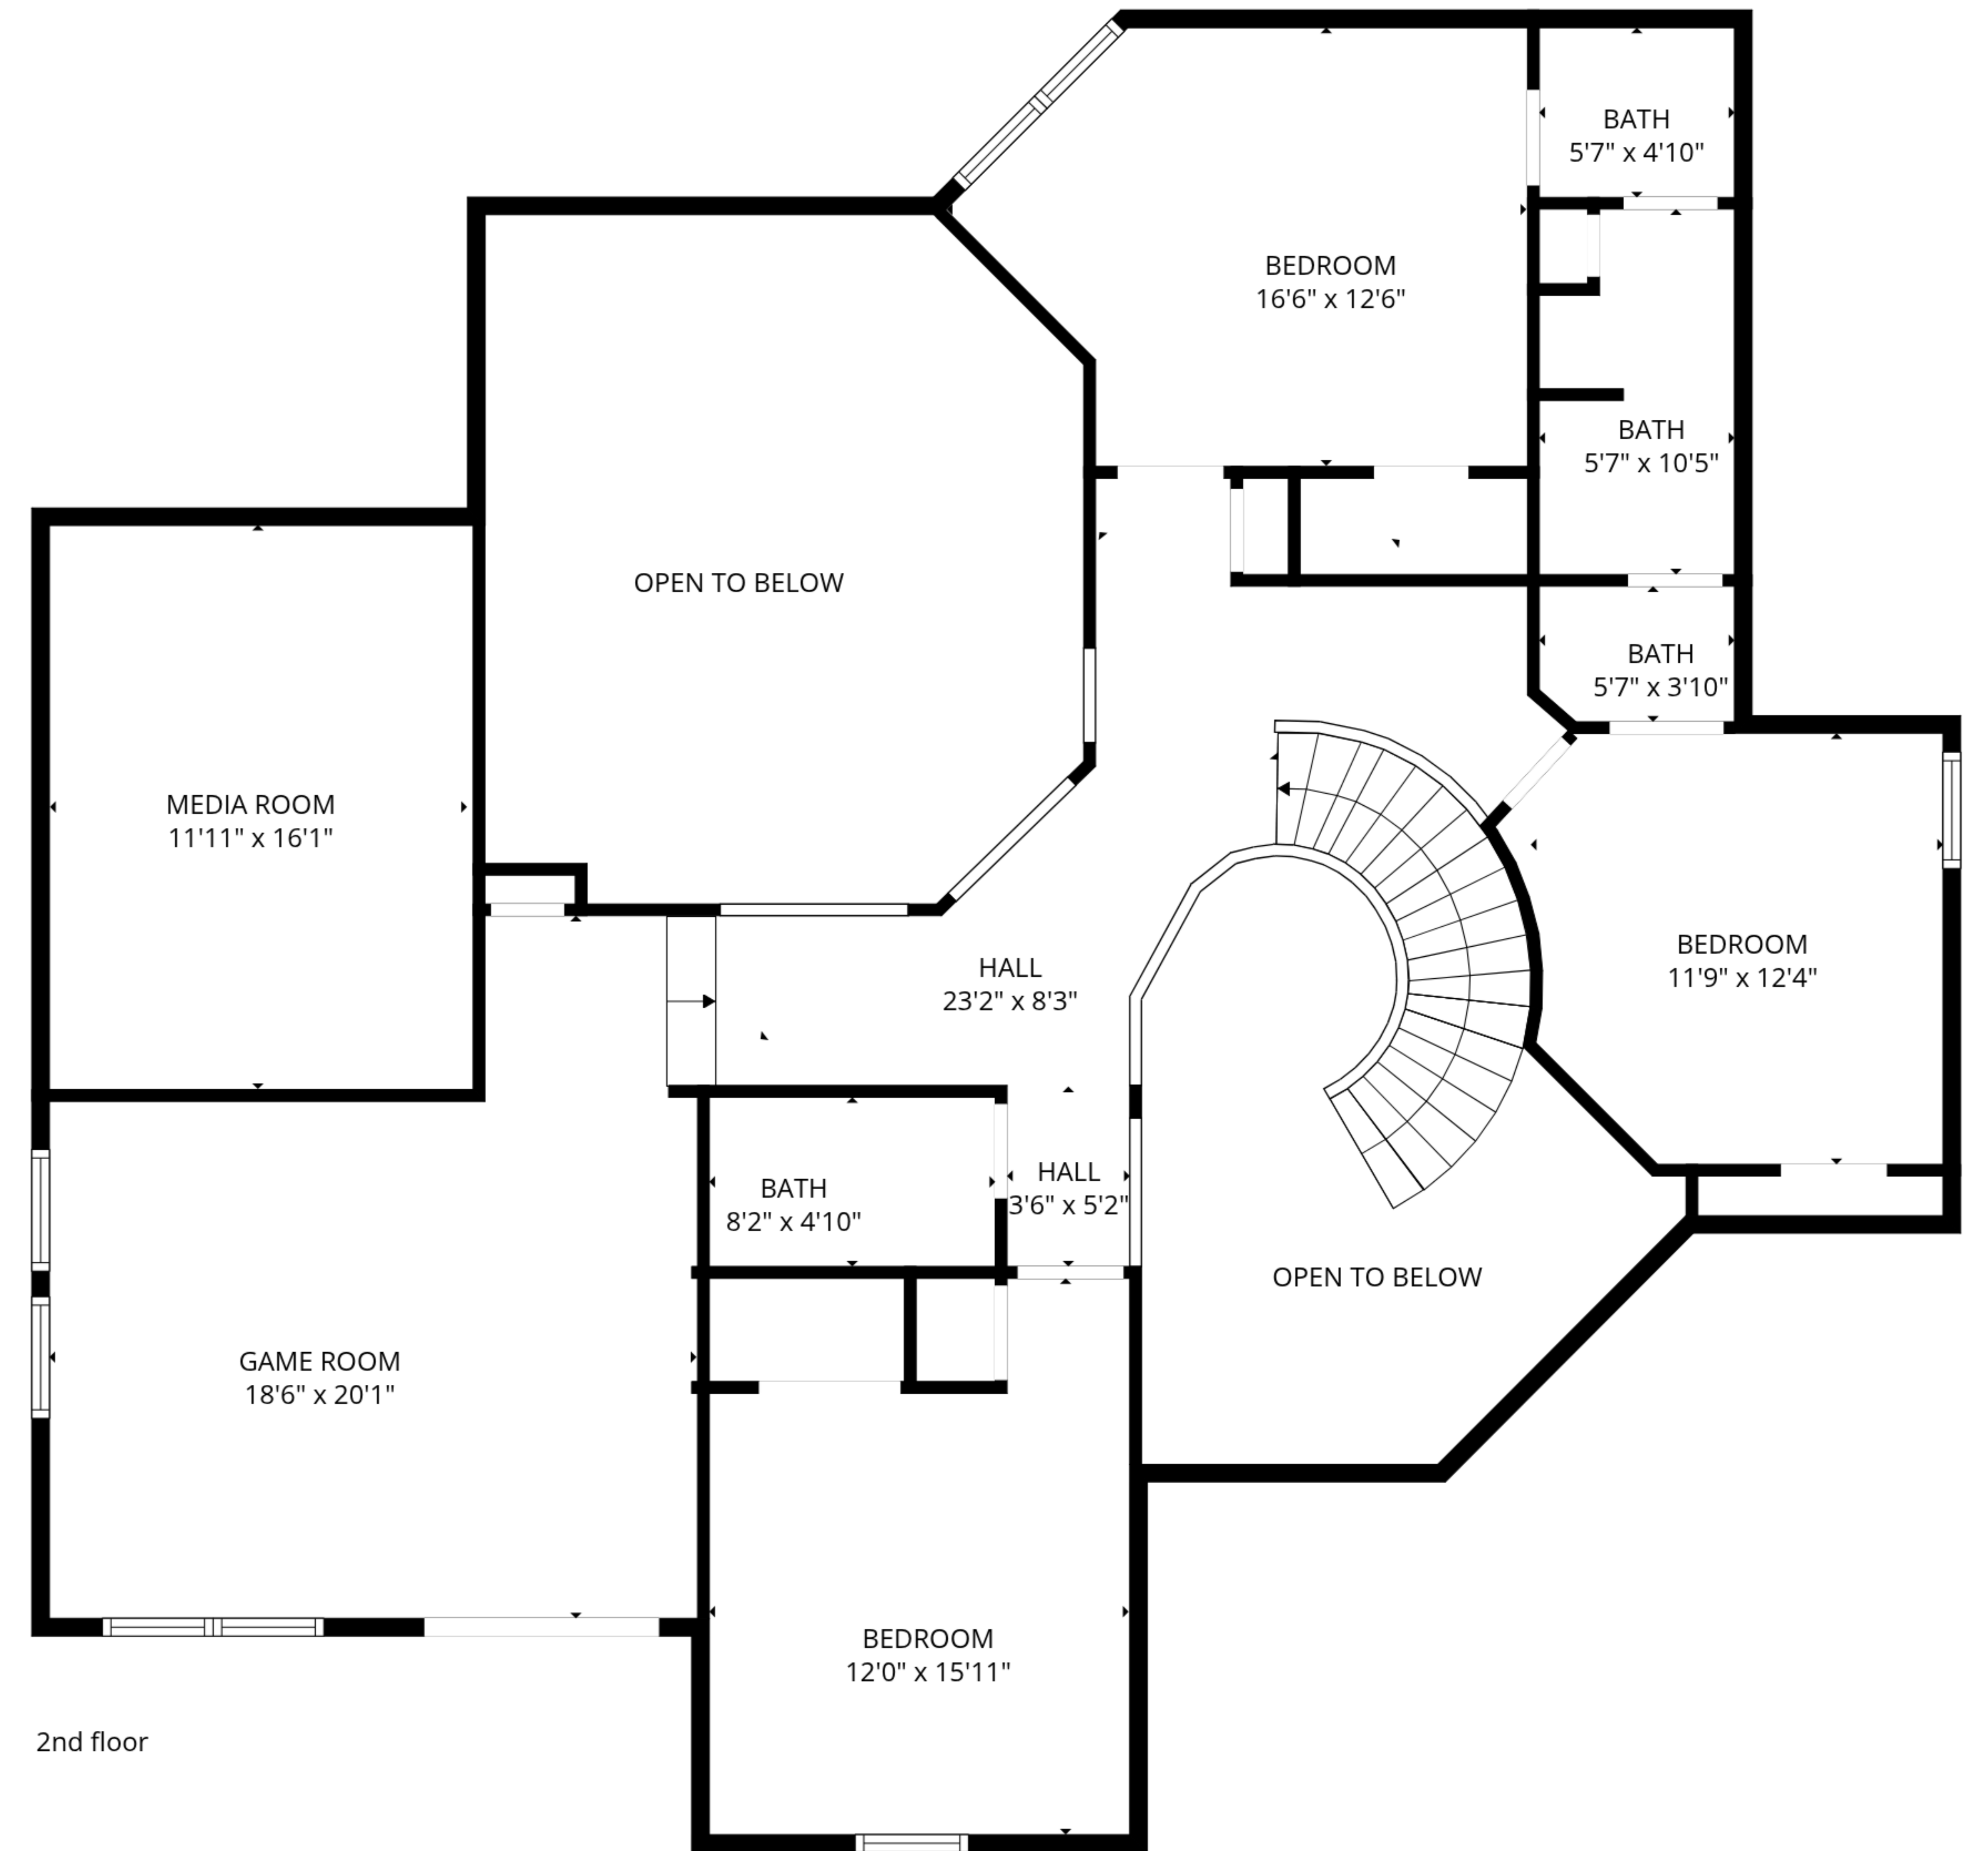 BATH
5'7" x 4'10"
BEDROOM
16'6" x 12'6"
BATH
5'7" x 10'5"
OPEN TO BELOW
BATH
5'7" x 3'10"
MEDIA ROOM
11'11" x 16'1"
BEDROOM
11'9" x 12'4"
HALL
23'2" x 8'3"
HALL
3'6" x 5'2"
BATH
8'2" x 4'10"
OPEN TO BELOW
GAME ROOM
18'6" x 20'1"
BEDROOM
12'0" x 15'11"
2nd floor